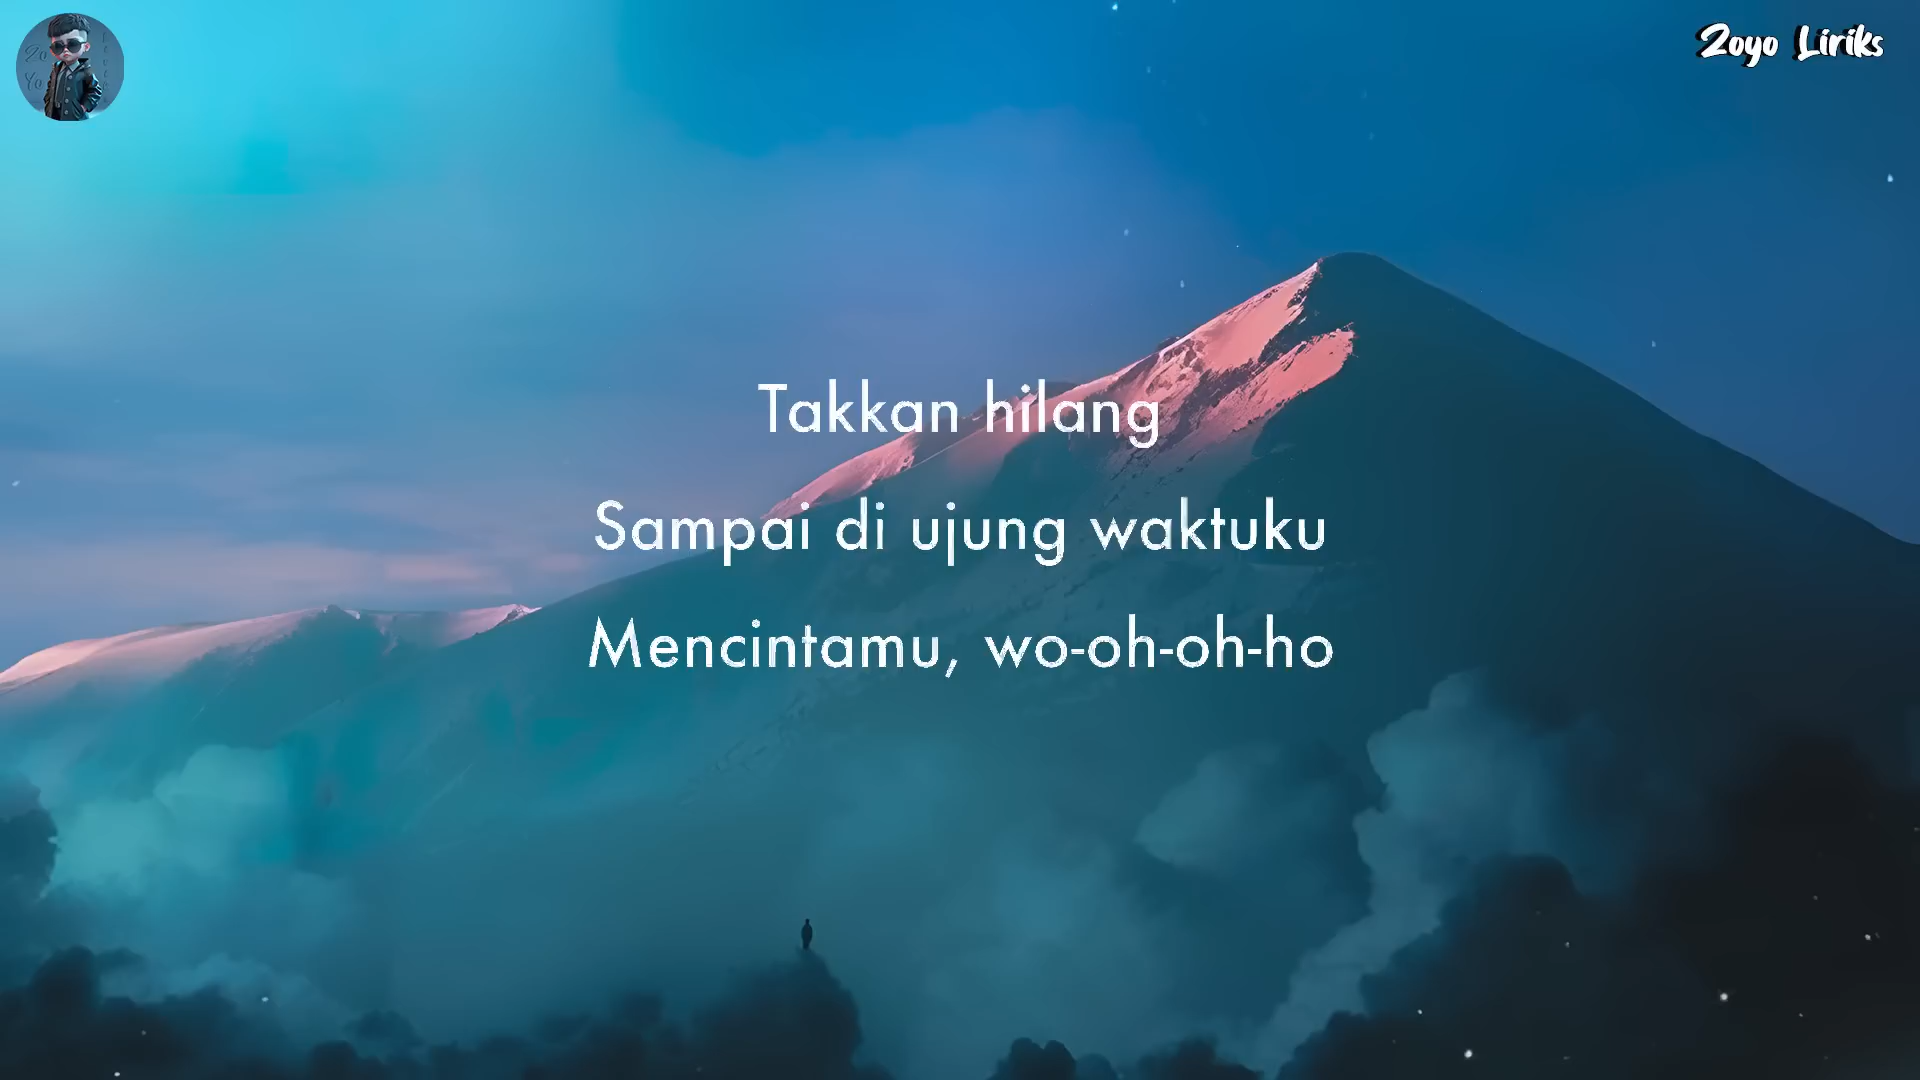 Zoyo Liriks
Takkan hilang
Sampai di ujung waktuku
Mencintamu, wo-oh-oh-ho